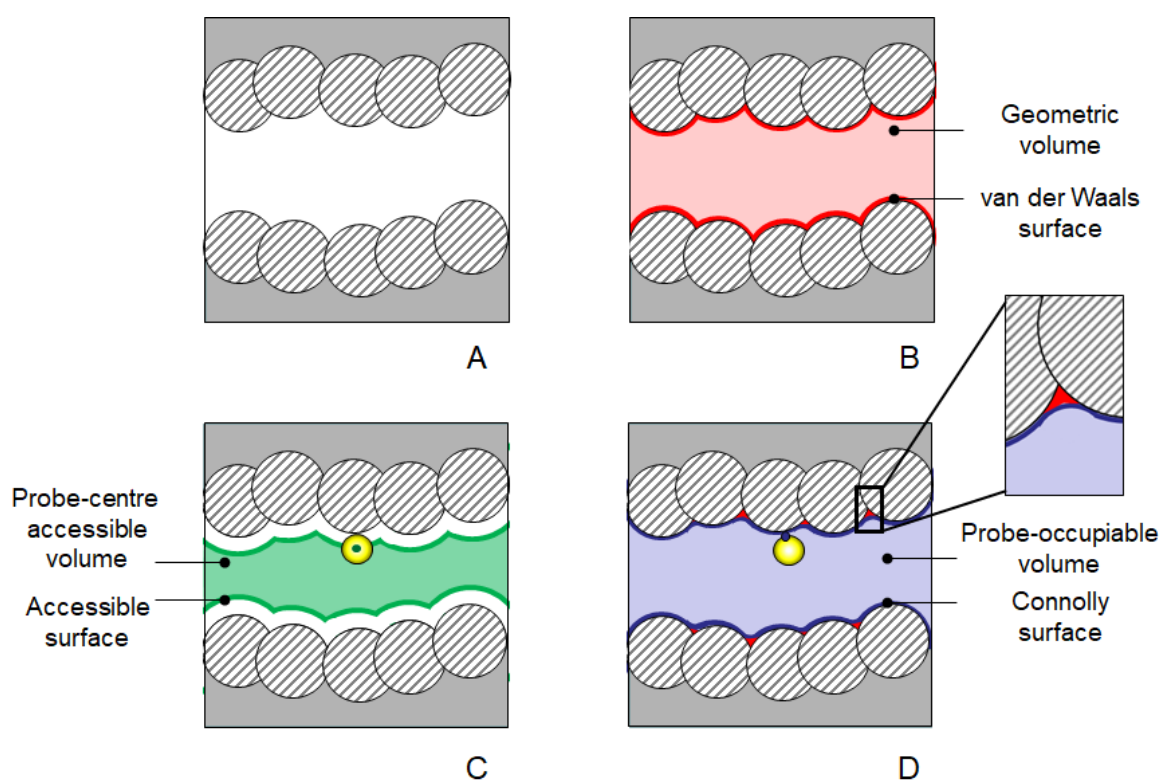 Geometric
volume
van der Waals
surface
A
B
Probe-centre
accessible
volume
Accessible
surface
Probe-occupiable
volume
Connolly
surface
C
D